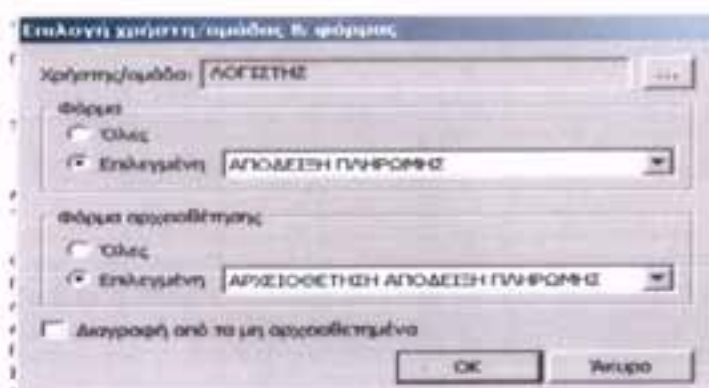 Επιλογή χρήστη/ομάδας & φόρμας
Χρήστης/ομάδα: ΛΟΓΙΣΤΗΣ ...
Φόρμα
Όλες
Επιλεγμένη ΑΠΟΔΕΙΞΗ ΠΛΗΡΩΜΗΣ
Φόρμα αρχειοθέτησης
Όλες
Επιλεγμένη ΑΡΧΕΙΟΘΕΤΗΣΗ ΑΠΟΔΕΙΞΗ ΠΛΗΡΩΜΗΣ
Διαγραφή από τα μη αρχειοθετημένα
OK Άκυρο